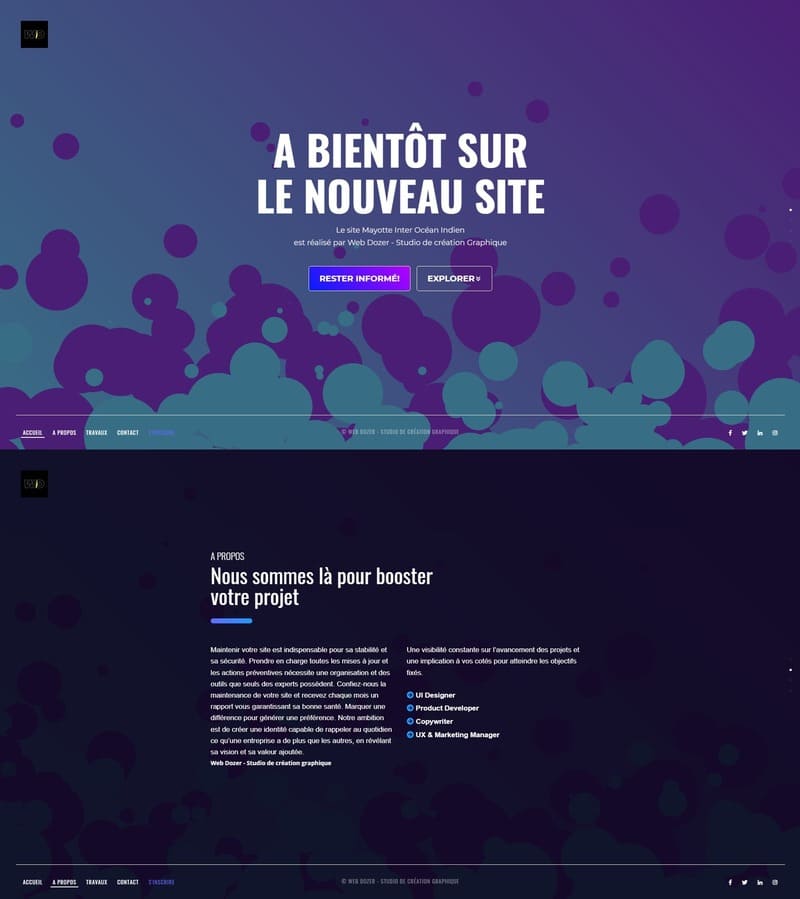 WD
A BIENTÔT SUR
LE NOUVEAU SITE
Le site Mayotte Inter Océan Indien
est réalisé par Web Dozer - Studio de création Graphique
RESTER INFORMÉ!
EXPLORER
ACCUEIL A PROPOS TRAVAUX CONTACT S'INSCRIRE
© WEB DOZER - STUDIO DE CRÉATION GRAPHIQUE
WD
A PROPOS
Nous sommes là pour booster
votre projet
Maintenir votre site est indispensable pour sa stabilité et
sa sécurité. Prendre en charge toutes les mises à jour et
les actions préventives nécessite une organisation et des
outils que seuls des experts possèdent. Confiez-nous la
maintenance de votre site et recevez chaque mois un
rapport vous garantissant sa bonne santé. Marquer une
différence pour générer une préférence. Notre ambition
est de créer une identité capable de rappeler au quotidien
ce qu'une entreprise a de plus que les autres, en révélant
sa vision et sa valeur ajoutée.
Web Dozer - Studio de création graphique
Une visibilité constante sur l'avancement des projets et
une implication à vos cotés pour atteindre les objectifs
fixés.
UI Designer
Product Developer
Copywriter
UX & Marketing Manager
ACCUEIL A PROPOS TRAVAUX CONTACT S'INSCRIRE
© WEB DOZER - STUDIO DE CRÉATION GRAPHIQUE